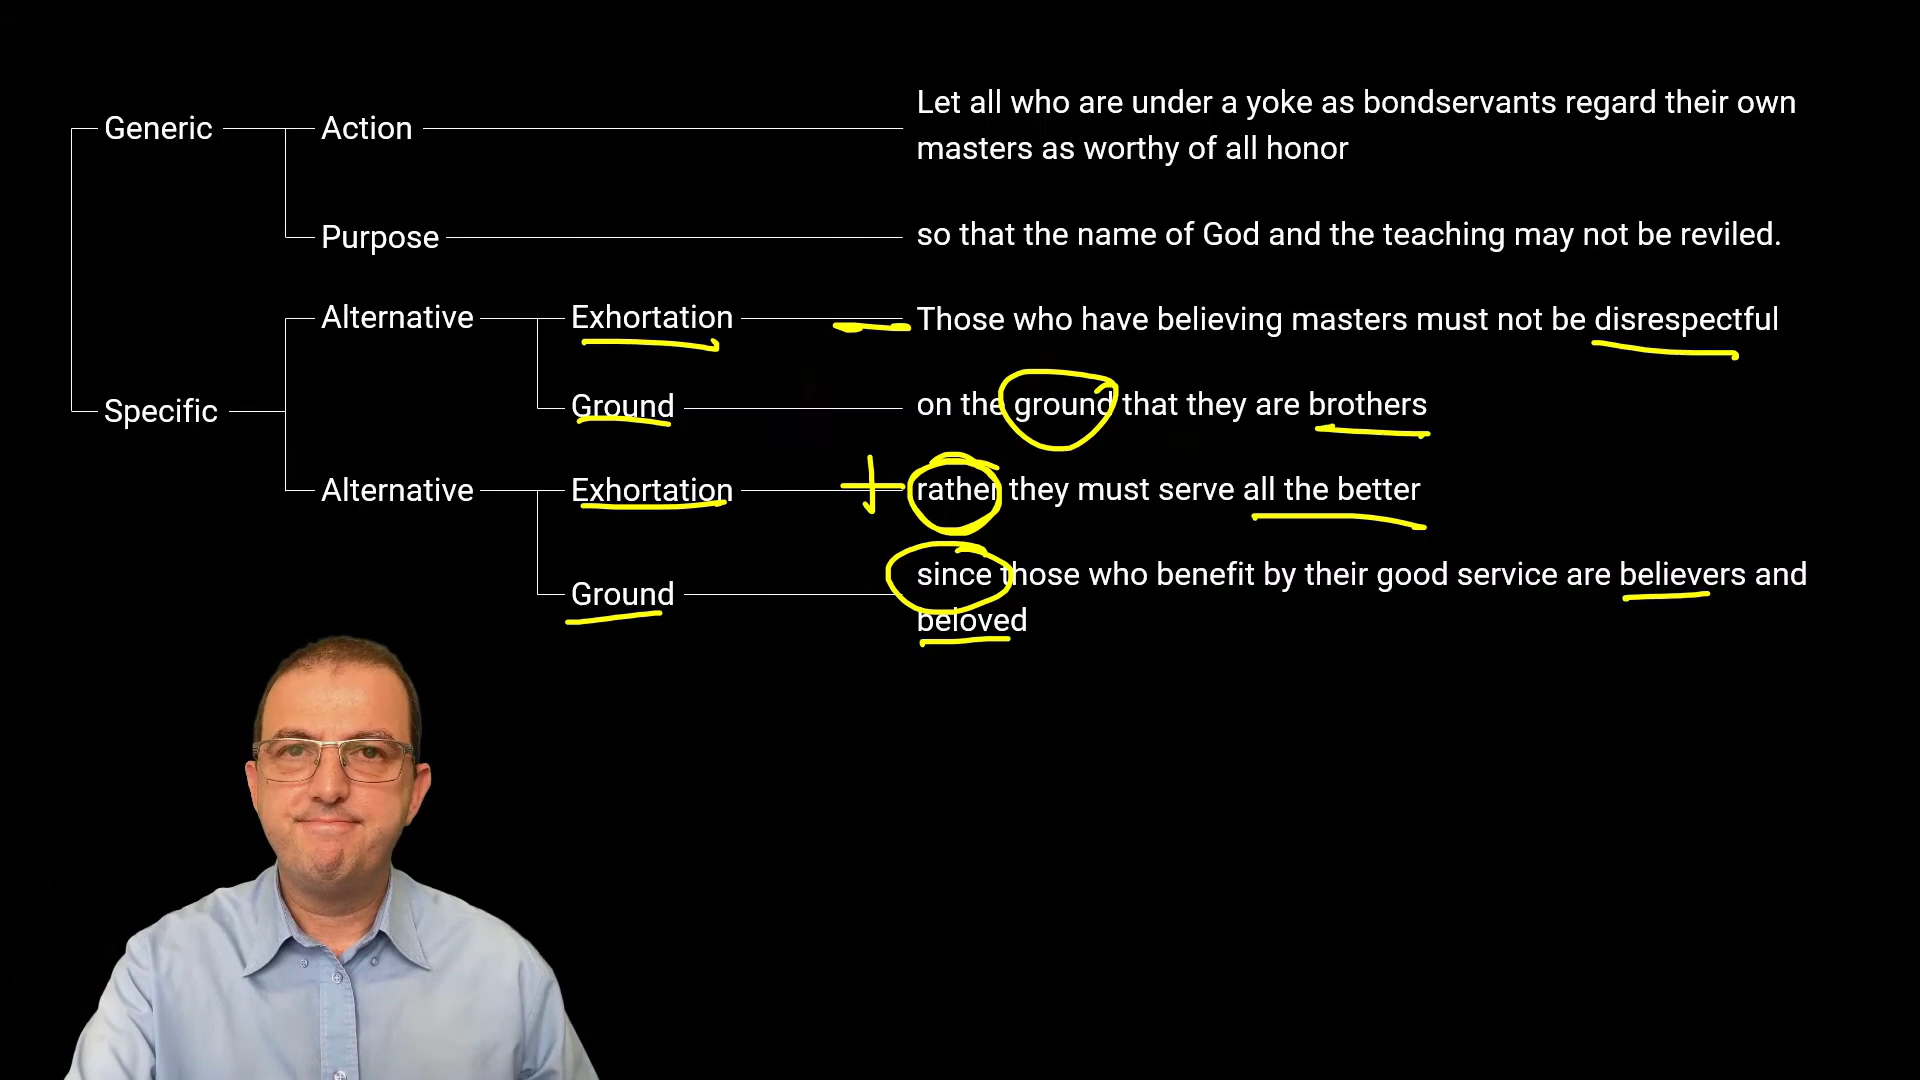 Generic
Action
Let all who are under a yoke as bondservants regard their own
masters as worthy of all honor
Purpose
so that the name of God and the teaching may not be reviled.
Specific
Alternative
Exhortation
Those who have believing masters must not be disrespectful
Ground
on the ground that they are brothers
Alternative
Exhortation
rather they must serve all the better
Ground
since those who benefit by their good service are believers and
beloved